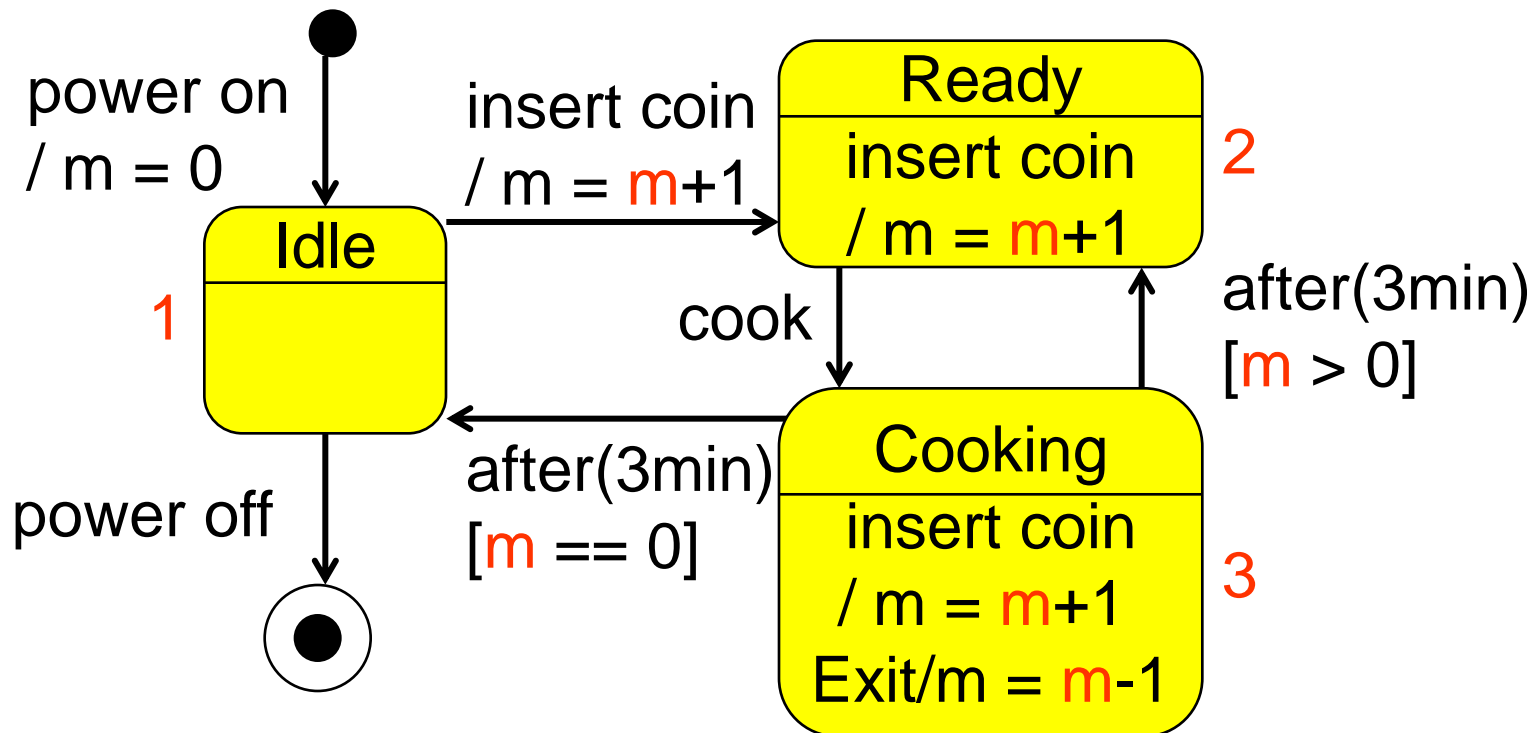 power on
/ m = 0
insert coin
/ m = m+1
Ready
insert coin
/ m = m+1
2
Idle
1
cook
after(3min)
[m > 0]
power off
after(3min)
[m == 0]
Cooking
insert coin
/ m = m+1
Exit/m = m-1
3